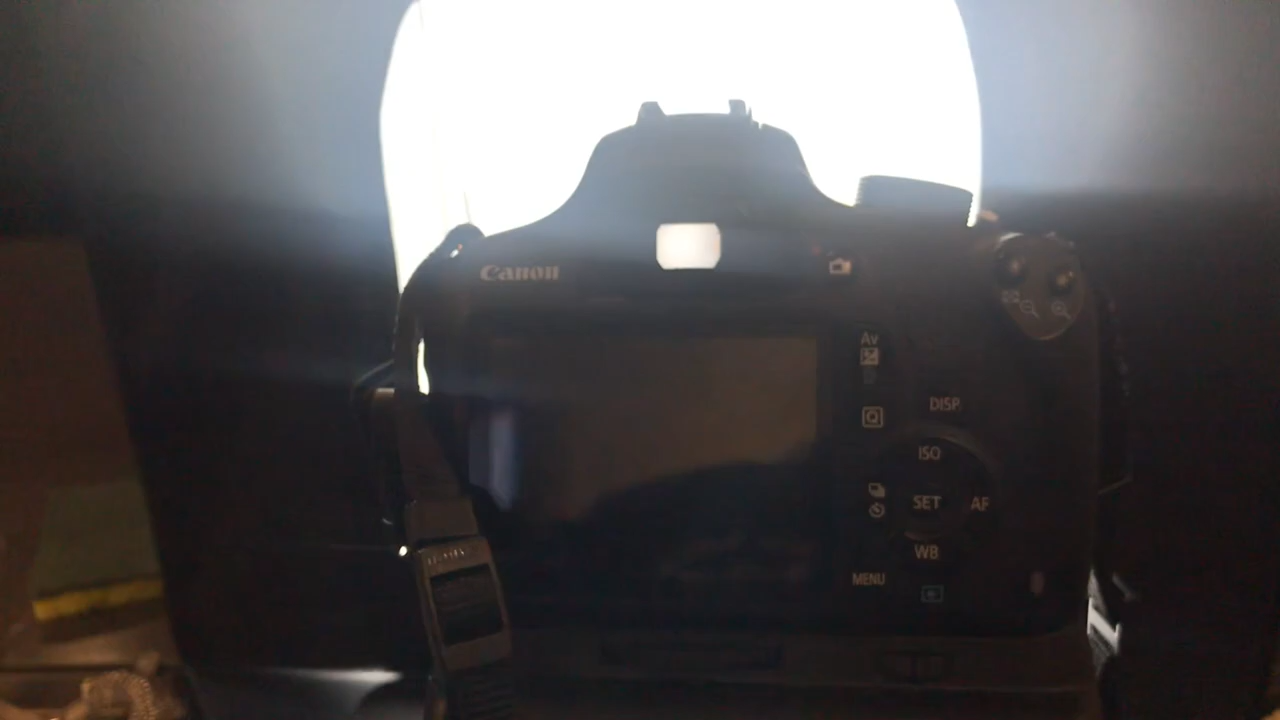 Canon
Av
Q
DISP.
ISO
SET
AF
WB
MENU